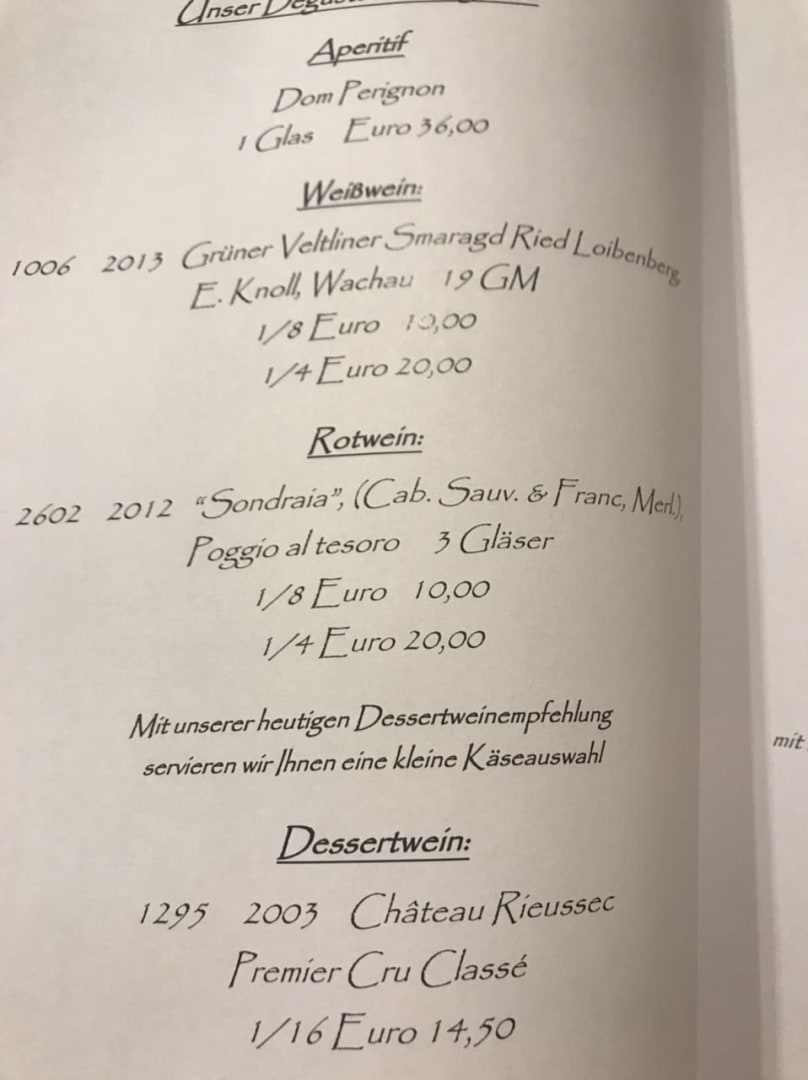 Unser
Aperitif
Dom Perignon
1 Glas Euro 36,00
Weißwein:
1006 2013 Grüner Veltliner Smaragd Ried Loibenberg,
E. Knoll, Wachau 19 GM
1/8 Euro 10,00
1/4 Euro 20,00
Rotwein:
2602 2012 "Sondraia", (Cab. Sauv. & Franc, Merl.),
Poggio al tesoro 3 Gläser
1/8 Euro 10,00
1/4 Euro 20,00
Mit unserer heutigen Dessertweinempfehlung
servieren wir Ihnen eine kleine Käseauswahl
mit
Dessertwein:
1295 2003 Château Rieussec
Premier Cru Classé
1/16 Euro 14,50